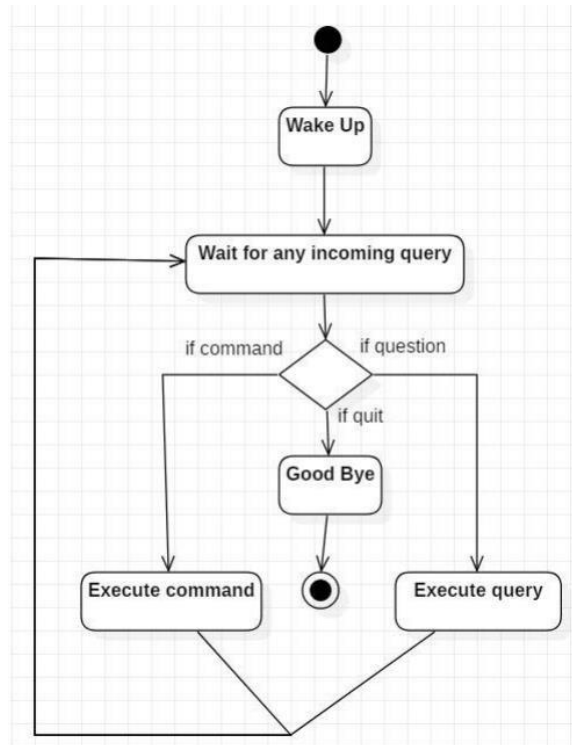 Wake Up
Wait for any incoming query
if command
if question
if quit
Good Bye
Execute command
Execute query